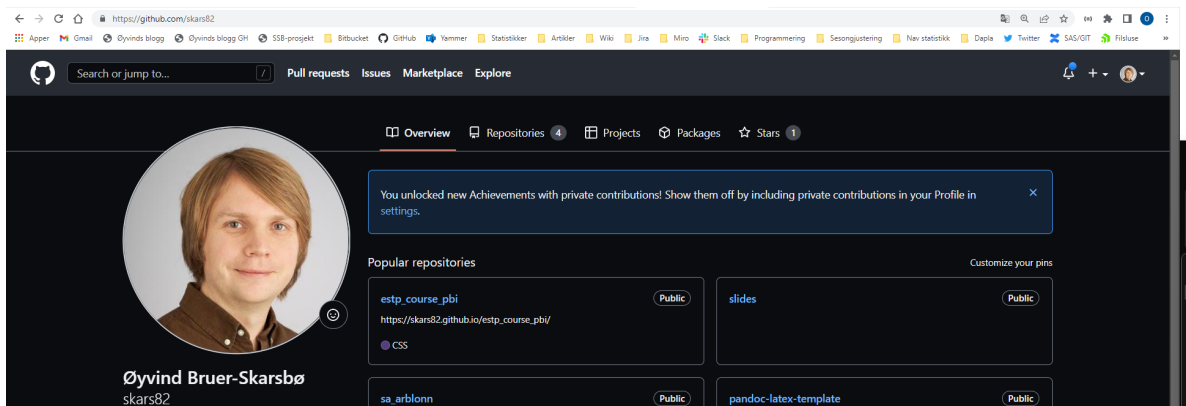 https://github.com/skars82
Apper Gmail Øyvinds blogg Øyvinds blogg GH SSB-prosjekt Bitbucket GitHub Yammer Statistikker Artikler Wiki Jira Miro Slack Programmering Sesongjustering Nav statistikk Dapla Twitter SAS/GIT Filsluse »
Search or jump to... / Pull requests Issues Marketplace Explore
Overview Repositories 4 Projects Packages Stars 1
You unlocked new Achievements with private contributions! Show them off by including private contributions in your Profile in
settings.
Popular repositories Customize your pins
estp_course_pbi Public
https://skars82.github.io/estp_course_pbi/
CSS
slides Public
Øyvind Bruer-Skarsbø
skars82
sa_arblonn Public
pandoc-latex-template Public